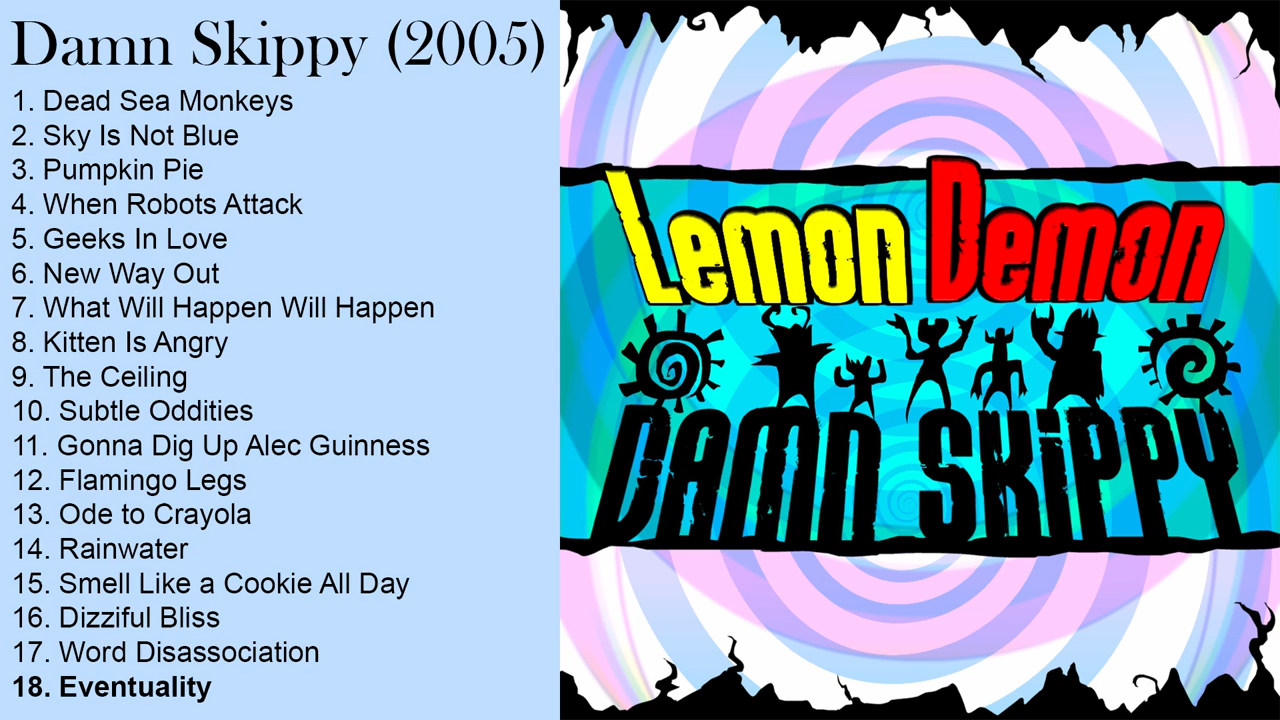 Damn Skippy (2005)
1. Dead Sea Monkeys
2. Sky Is Not Blue
3. Pumpkin Pie
4. When Robots Attack
5. Geeks In Love
6. New Way Out
7. What Will Happen Will Happen
8. Kitten Is Angry
9. The Ceiling
10. Subtle Oddities
11. Gonna Dig Up Alec Guinness
12. Flamingo Legs
13. Ode to Crayola
14. Rainwater
15. Smell Like a Cookie All Day
16. Dizziful Bliss
17. Word Disassociation
18. Eventuality
Lemon Demon
DAMN SKiPPY